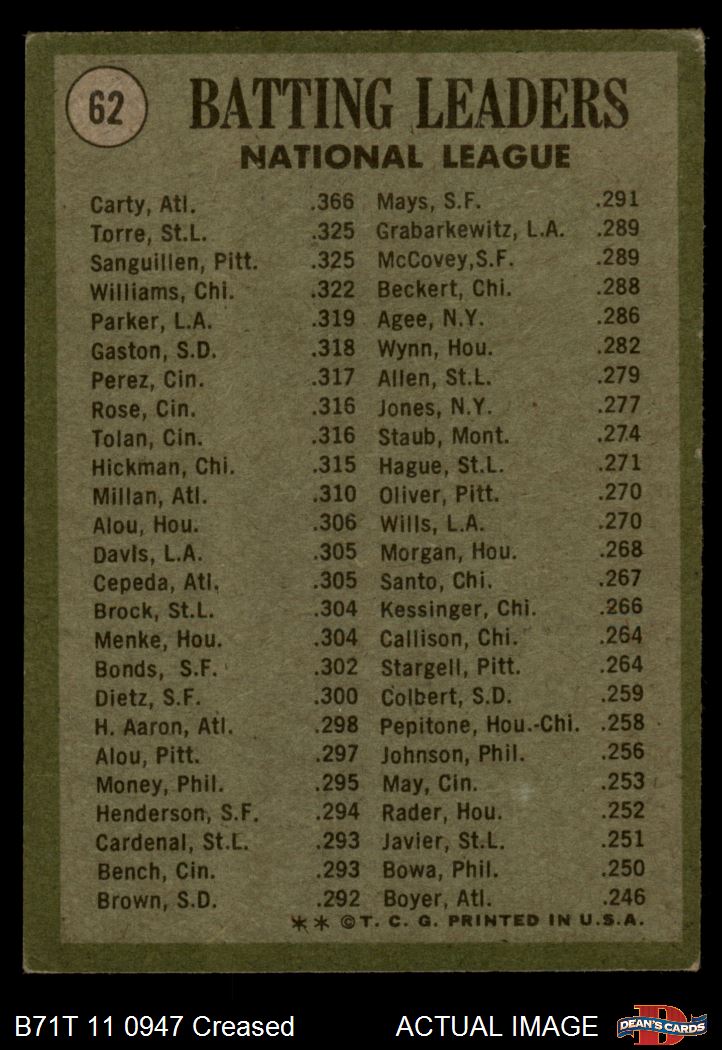 62
BATTING LEADERS
NATIONAL LEAGUE
Carty, Atl. .366 Mays, S.F. .291
Torre, St.L. .325 Grabarkewitz, L.A. .289
Sanguillen, Pitt. .325 McCovey,S.F. .289
Williams, Chi. .322 Beckert, Chi. .288
Parker, L.A. .319 Agee, N.Y. .286
Gaston, S.D. .318 Wynn, Hou. .282
Perez, Cin. .317 Allen, St.L. .279
Rose, Cin. .316 Jones, N.Y. .277
Tolan, Cin. .316 Staub, Mont. .274
Hickman, Chi. .315 Hague, St.L. .271
Millan, Atl. .310 Oliver, Pitt. .270
Alou, Hou. .306 Wills, L.A. .270
Davis, L.A. .305 Morgan, Hou. .268
Cepeda, Atl. .305 Santo, Chi. .267
Brock, St.L. .304 Kessinger, Chi. .266
Menke, Hou. .304 Callison, Chi. .264
Bonds, S.F. .302 Stargell, Pitt. .264
Dietz, S.F. .300 Colbert, S.D. .259
H. Aaron, Atl. .298 Pepitone, Hou.-Chi. .258
Alou, Pitt. .297 Johnson, Phil. .256
Money, Phil. .295 May, Cin. .253
Henderson, S.F. .294 Rader, Hou. .252
Cardenal, St.L. .293 Javier, St.L. .251
Bench, Cin. .293 Bowa, Phil. .250
Brown, S.D. .292 Boyer, Atl. .246
** ©T. C. G. PRINTED IN U.S.A.
B71T 11 0947 Creased ACTUAL IMAGE
D
DEAN'S CARDS